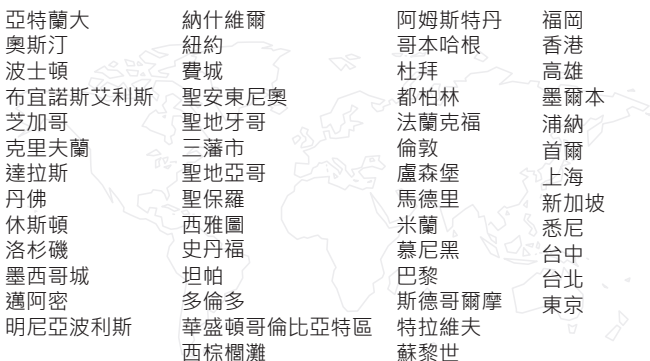 亞特蘭大
奧斯汀
波士頓
布宜諾斯艾利斯
芝加哥
克里夫蘭
達拉斯
丹佛
休斯頓
洛杉磯
墨西哥城
邁阿密
明尼亞波利斯
納什維爾
紐約
費城
聖安東尼奧
聖地牙哥
三藩市
聖地亞哥
聖保羅
西雅圖
史丹福
坦帕
多倫多
華盛頓哥倫比亞特區
西棕櫚灘
阿姆斯特丹
哥本哈根
杜拜
都柏林
法蘭克福
倫敦
盧森堡
馬德里
米蘭
慕尼黑
巴黎
斯德哥爾摩
特拉維夫
蘇黎世
福岡
香港
高雄
墨爾本
浦納
首爾
上海
新加坡
悉尼
台中
台北
東京